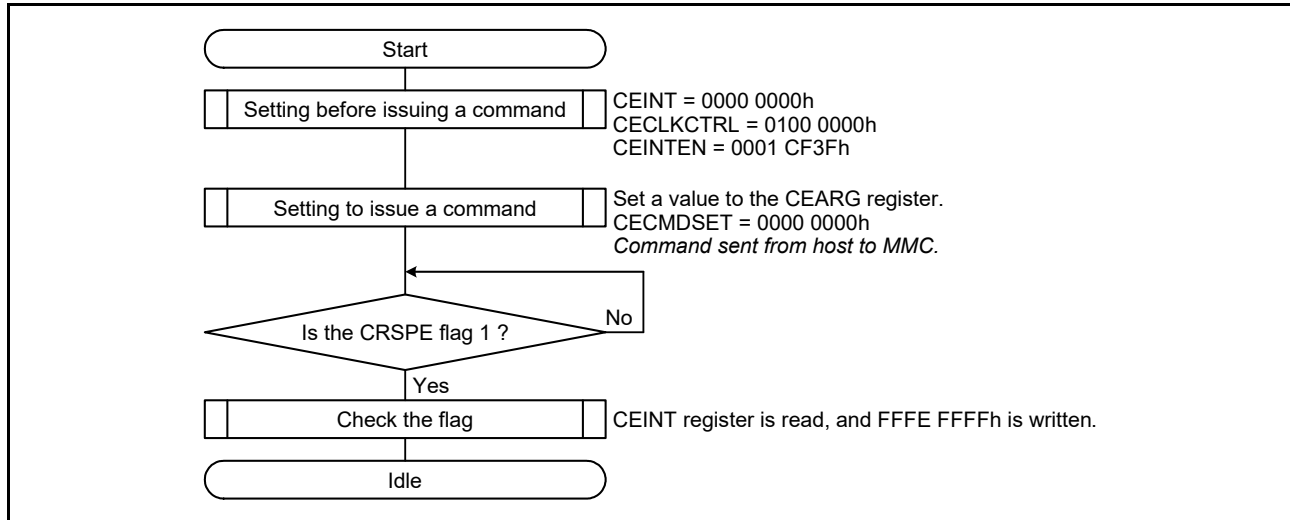 Start
Setting before issuing a command
CEINT = 0000 0000h
CECLKCTRL = 0100 0000h
CEINTEN = 0001 CF3Fh
Setting to issue a command
Set a value to the CEARG register.
CECMDSET = 0000 0000h
Command sent from host to MMC.
Is the CRSPE flag 1 ?
No
Yes
Check the flag
CEINT register is read, and FFFE FFFFh is written.
Idle